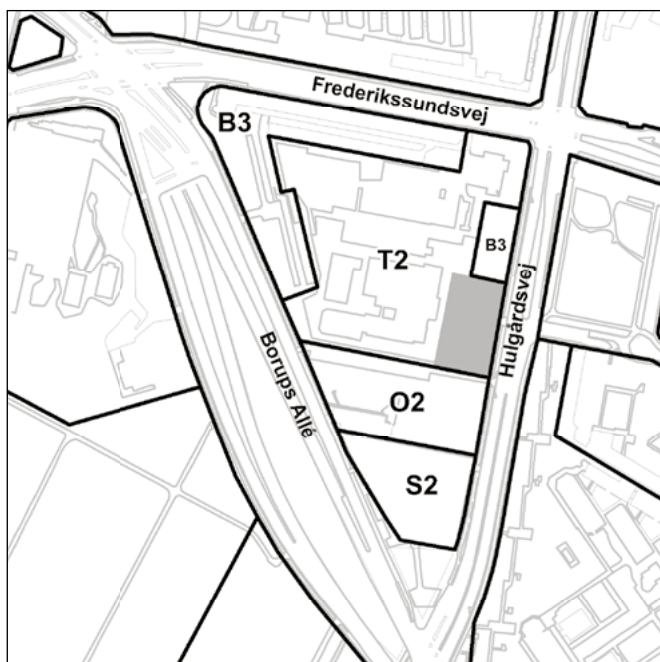 Frederikssundsvej
B3
B3
T2
Hulgårdsvej
Borups Allé
O2
S2